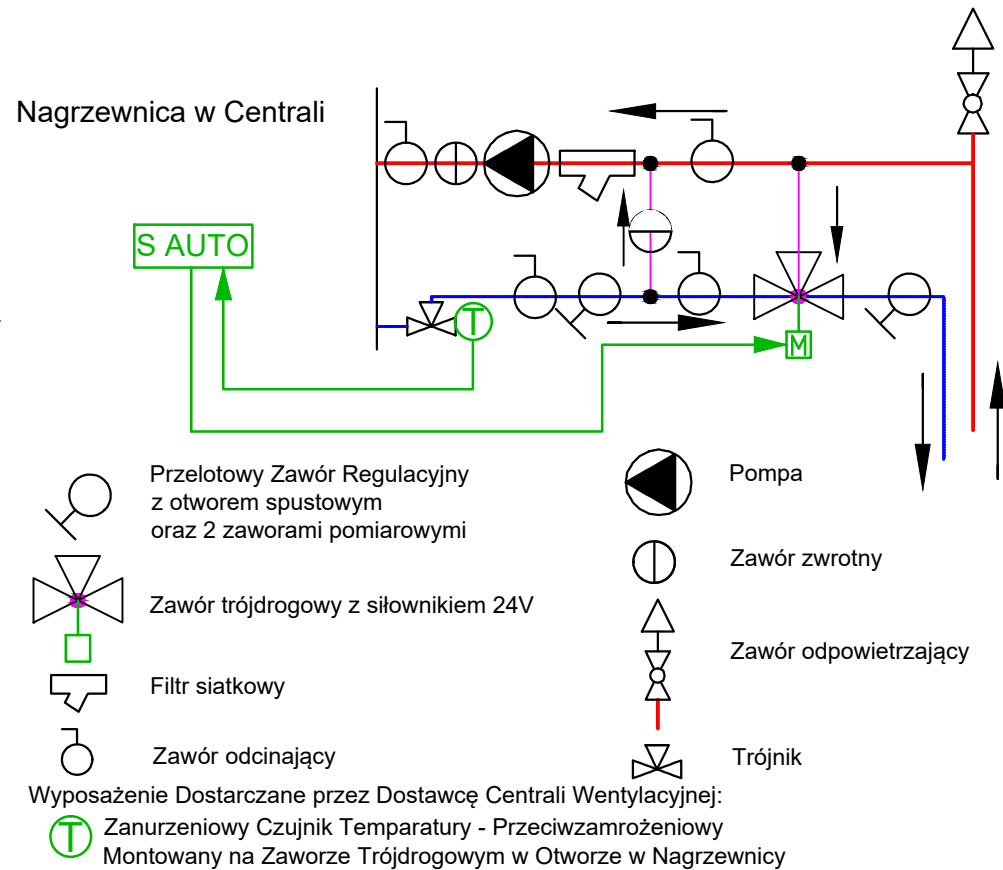 Nagrzewnica w Centrali
S AUTO
T
M
Przelotowy Zawór Regulacyjny
z otworem spustowym
oraz 2 zaworami pomiarowymi
Pompa
Zawór zwrotny
Zawór trójdrogowy z siłownikiem 24V
Zawór odpowietrzający
Filtr siatkowy
Zawór odcinający
Trójnik
Wyposażenie Dostarczane przez Dostawcę Centrali Wentylacyjnej:
T Zanurzeniowy Czujnik Temparatury - Przeciwzamrożeniowy
Montowany na Zaworze Trójdrogowym w Otworze w Nagrzewnicy